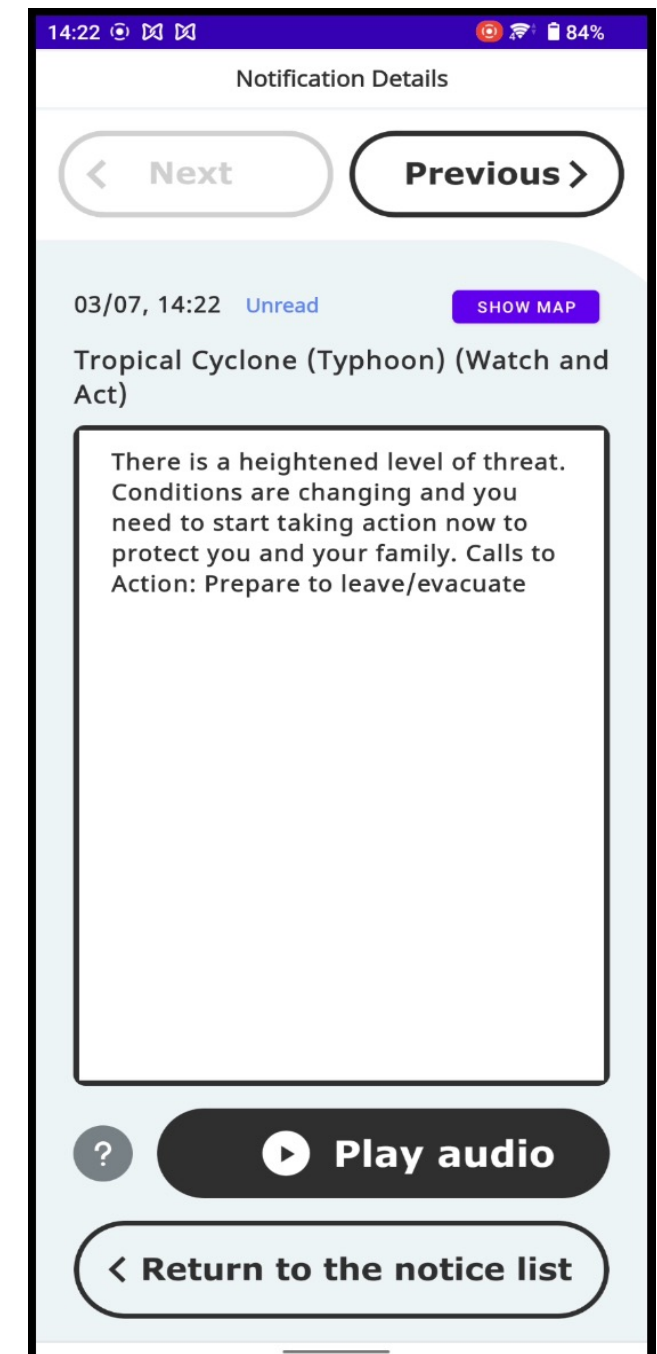 14:22 84%
Notification Details
Next Previous
03/07, 14:22 Unread SHOW MAP
Tropical Cyclone (Typhoon) (Watch and
Act)
There is a heightened level of threat.
Conditions are changing and you
need to start taking action now to
protect you and your family. Calls to
Action: Prepare to leave/evacuate
? Play audio
Return to the notice list